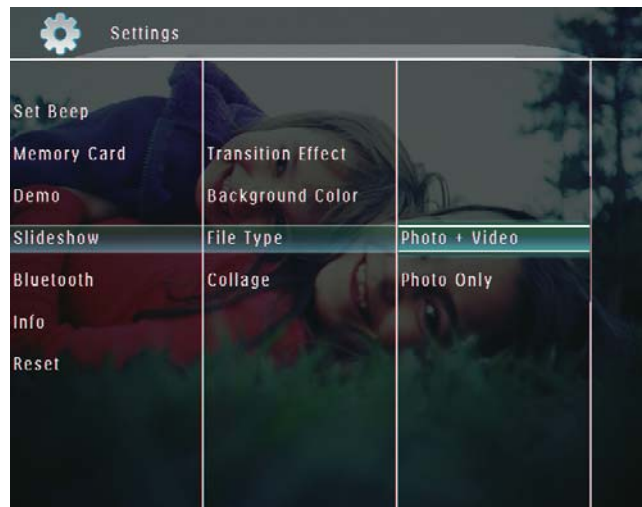 Settings
Set Beep
Memory Card
Demo
Slideshow
Bluetooth
Info
Reset
Transition Effect
Background Color
File Type
Collage
Photo + Video
Photo Only